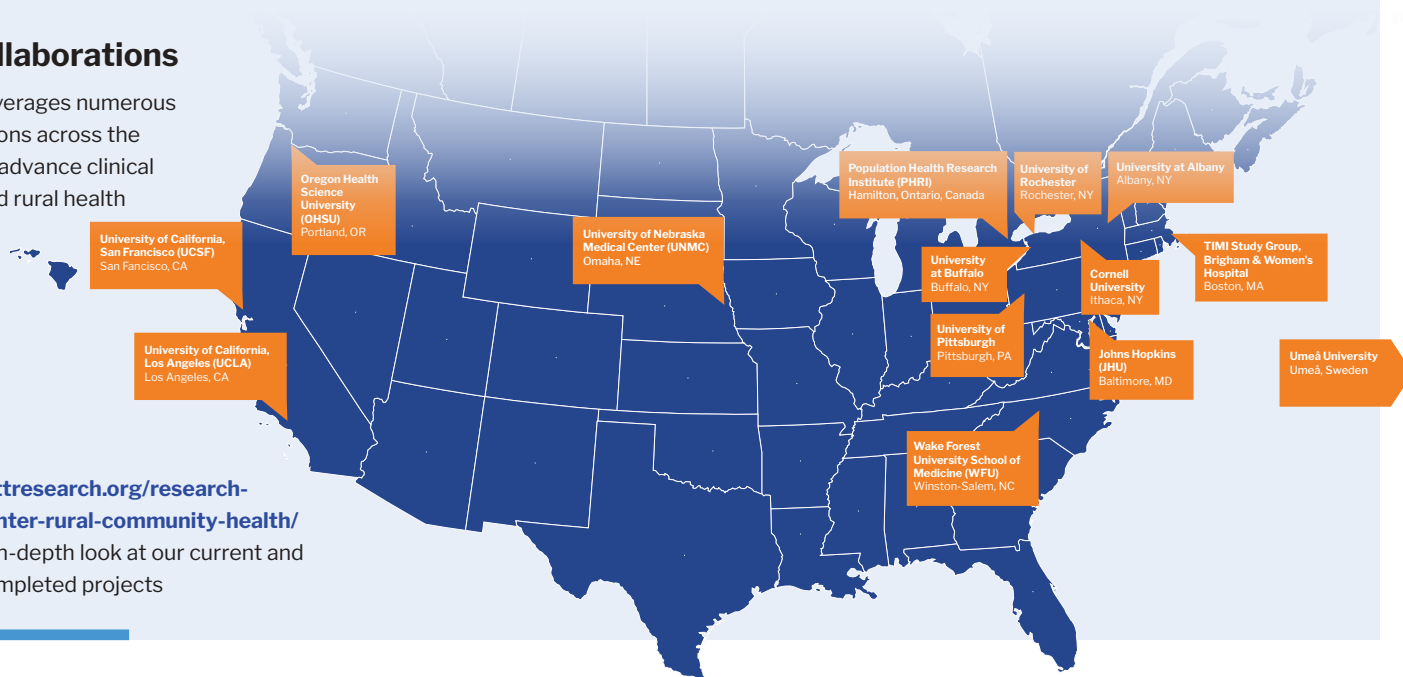 llaborations
verages numerous
ons across the
advance clinical
d rural health
Oregon Health
Science
University
(OHSU)
Portland, OR
University of California,
San Francisco (UCSF)
San Fancisco, CA
University of California,
Los Angeles (UCLA)
Los Angeles, CA
University of Nebraska
Medical Center (UNMC)
Omaha, NE
Population Health Research
Institute (PHRI)
Hamilton, Ontario, Canada
University of
Rochester
Rochester, NY
University at Albany
Albany, NY
University
at Buffalo
Buffalo, NY
Cornell
University
Ithaca, NY
TIMI Study Group,
Brigham & Women's
Hospital
Boston, MA
University of
Pittsburgh
Pittsburgh, PA
Johns Hopkins
(JHU)
Baltimore, MD
Umeå University
Umeå, Sweden
Wake Forest
University School of
Medicine (WFU)
Winston-Salem, NC
ttresearch.org/research-
nter-rural-community-health/
n-depth look at our current and
mpleted projects